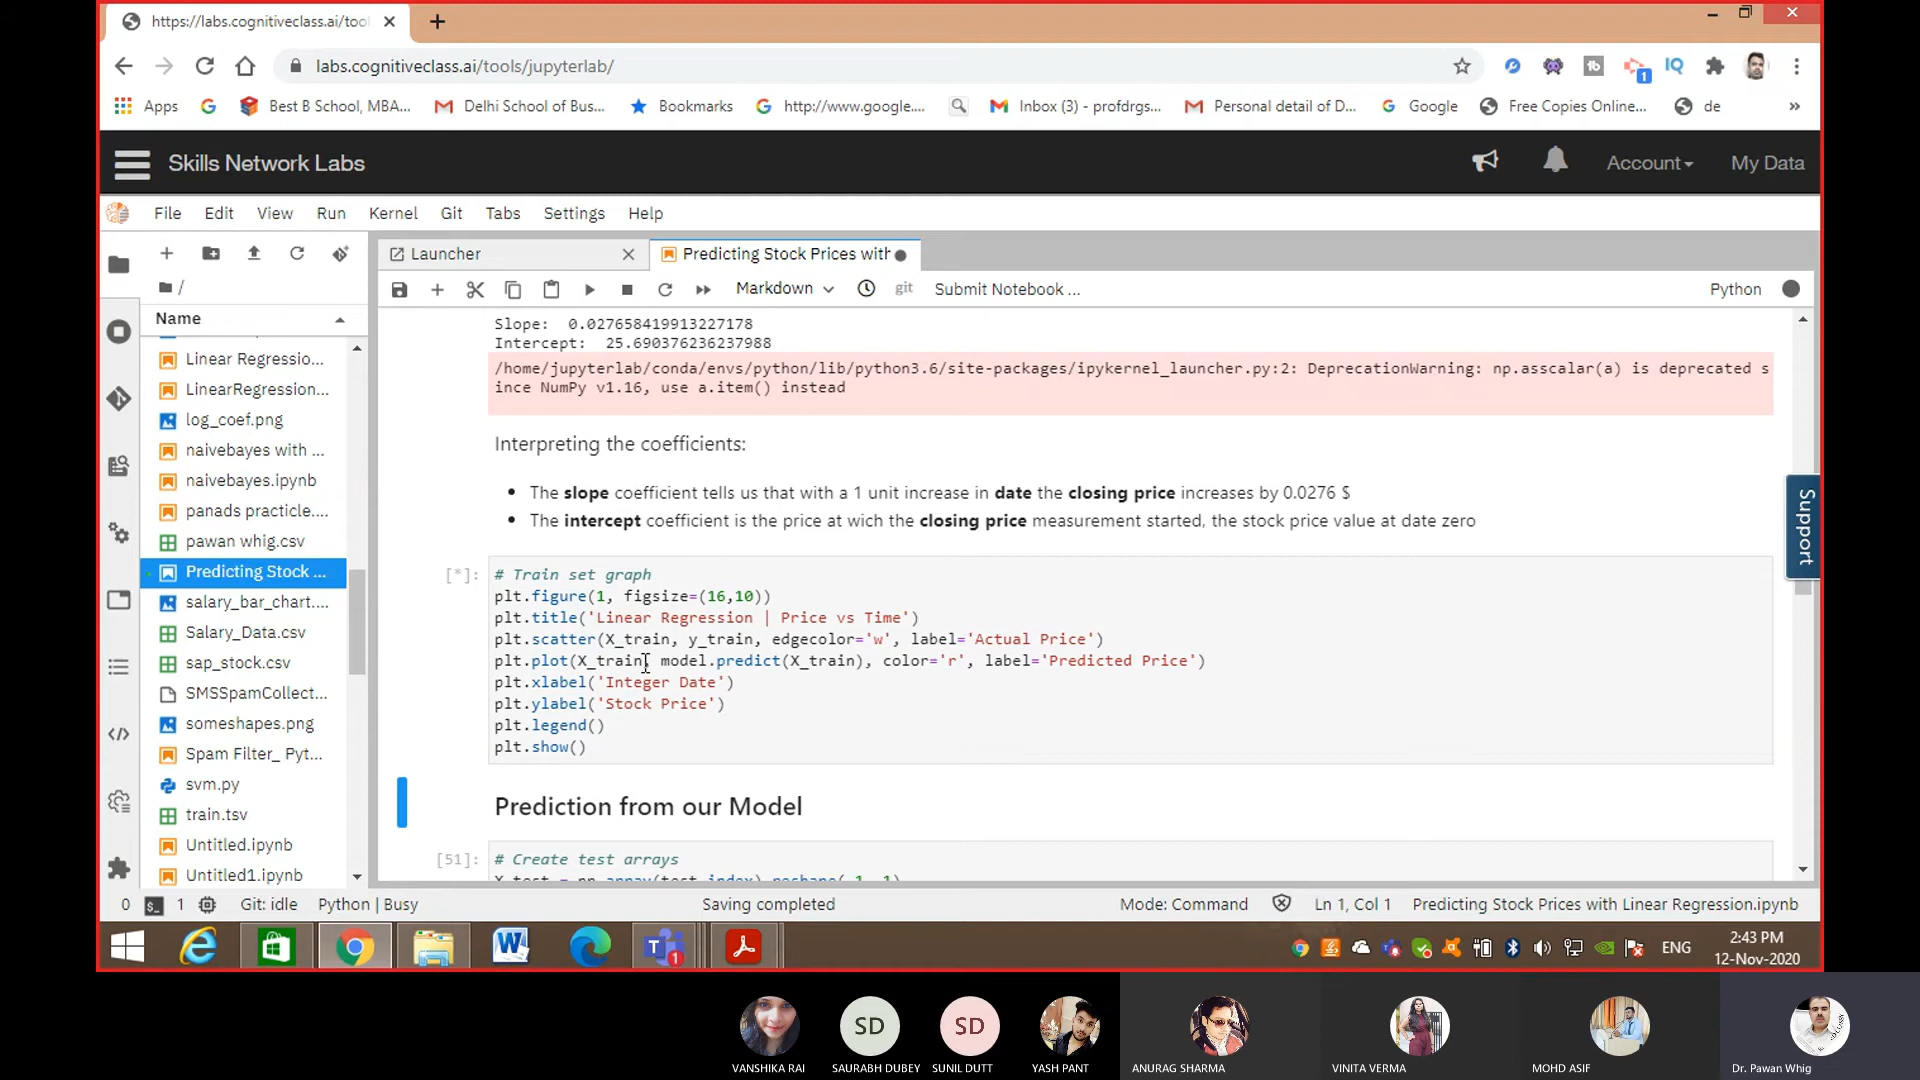 https://labs.cognitiveclass.ai/too
labs.cognitiveclass.ai/tools/jupyterlab/
1
Apps
Best B School, MBA...
Delhi School of Bus...
Bookmarks
http://www.google....
Inbox (3) - profdrgs...
Personal detail of D...
Google
Free Copies Online...
de
»
Skills Network Labs
Account
My Data
File Edit View Run Kernel Git Tabs Settings Help
Launcher
Predicting Stock Prices with
Markdown
git
Submit Notebook ...
Python
/
Name
Linear Regressio...
LinearRegression...
log_coef.png
naivebayes with ...
naivebayes.ipynb
panads practicle....
pawan whig.csv
Predicting Stock ...
salary_bar_chart....
Salary_Data.csv
sap_stock.csv
SMSSpamCollect...
someshapes.png
Spam Filter_ Pyt...
svm.py
train.tsv
Untitled.ipynb
Untitled1.ipynb
Slope:  0.027658419913227178
Intercept:  25.690376236237988
/home/jupyterlab/conda/envs/python/lib/python3.6/site-packages/ipykernel_launcher.py:2: DeprecationWarning: np.asscalar(a) is deprecated s
ince NumPy v1.16, use a.item() instead
Interpreting the coefficients:
• The slope coefficient tells us that with a 1 unit increase in date the closing price increases by 0.0276 $
• The intercept coefficient is the price at wich the closing price measurement started, the stock price value at date zero
[*]:
# Train set graph
plt.figure(1, figsize=(16,10))
plt.title('Linear Regression | Price vs Time')
plt.scatter(X_train, y_train, edgecolor='w', label='Actual Price')
plt.plot(X_train, model.predict(X_train), color='r', label='Predicted Price')
plt.xlabel('Integer Date')
plt.ylabel('Stock Price')
plt.legend()
plt.show()
Prediction from our Model
[51]:
# Create test arrays
X_test = np.array(test.index).reshape(-1, 1)
Support
0
1
Git: idle
Python | Busy
Saving completed
Mode: Command
Ln 1, Col 1
Predicting Stock Prices with Linear Regression.ipynb
1
ENG
2:43 PM
12-Nov-2020
SD
SD
VANSHIKA RAI
SAURABH DUBEY
SUNIL DUTT
YASH PANT
ANURAG SHARMA
VINITA VERMA
MOHD ASIF
Dr. Pawan Whig